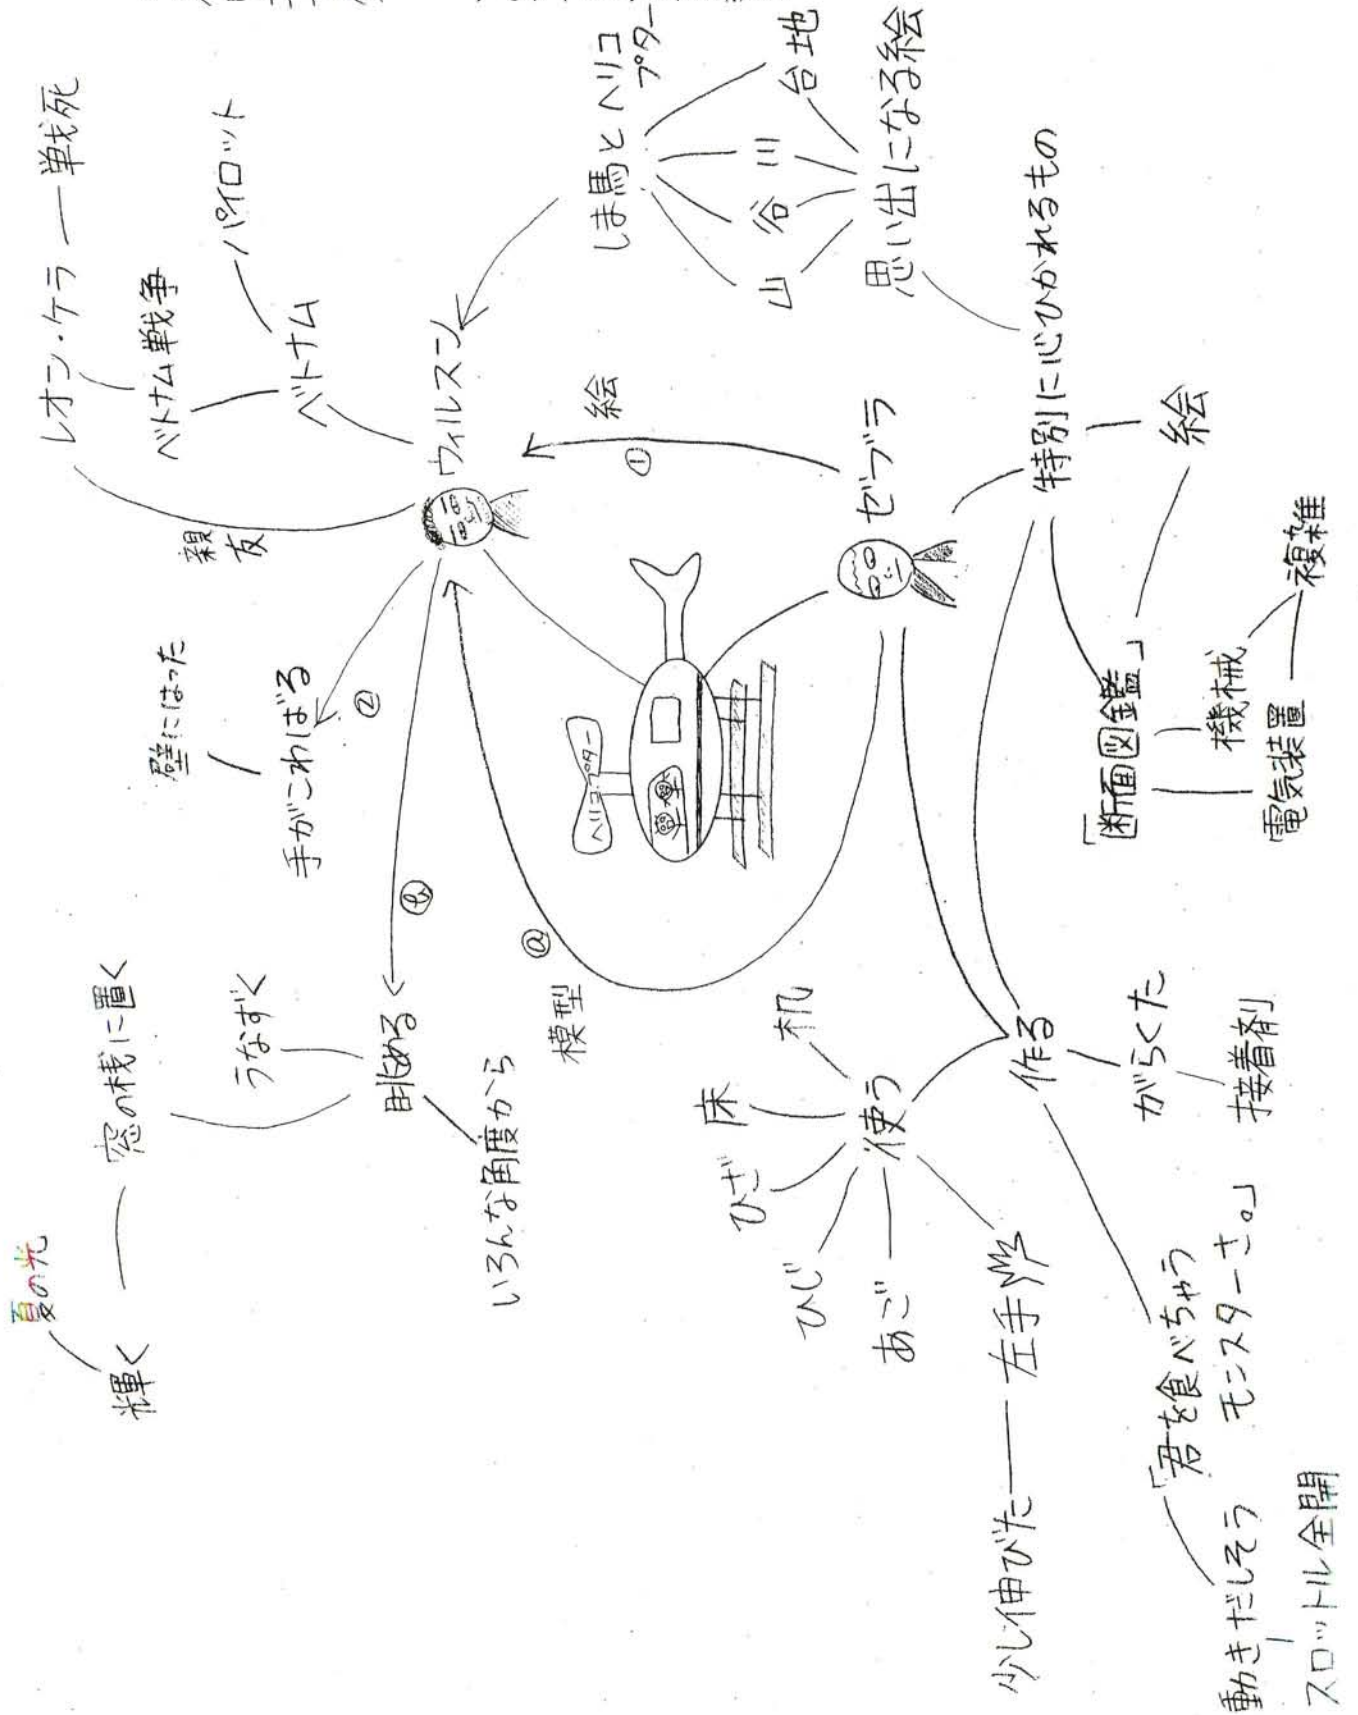 レオン・ケラ
戦死
ベトナム戦争
パイロット
ベトナム
親友
ウィルスン
しま馬とヘリコプター
山
谷
川
台地
思い出になる絵
特別に心ひかれるもの
絵
①
絵
ゼブラ
「断面図鑑」
機械
電気装置
複雑
壁にはった
手がこわばる
②
ヘリコプター
ⓑ
ⓐ
模型
夏の光
輝く
窓の桟に置く
うなずく
眺める
いろんな角度から
机
床
ひざ
ひじ
あご
使う
左手
少し伸びた
作る
がらくた
接着剤
「君を食べちゃう
モンスターさ。」
動きだしそう
スロットル全開